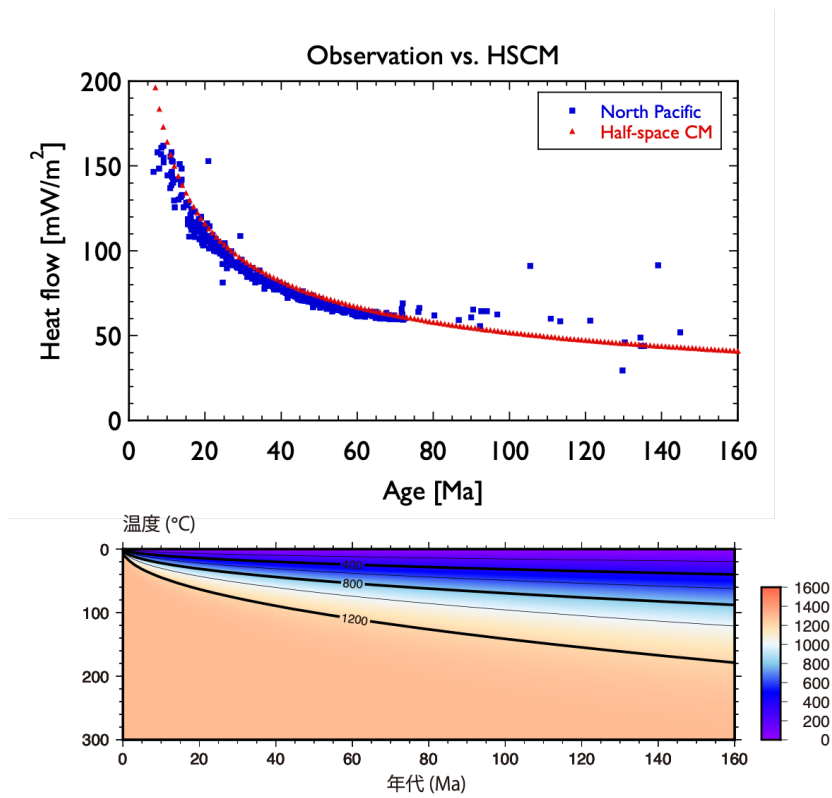 Observation vs. HSCM
200
150
100
50
0
Heat flow [mW/m²]
North Pacific
Half-space CM
0 20 40 60 80 100 120 140 160
Age [Ma]
温度 (°C)
0
100
200
300
400
800
1200
0 20 40 60 80 100 120 140 160
年代 (Ma)
1600
1400
1200
1000
800
600
400
200
0